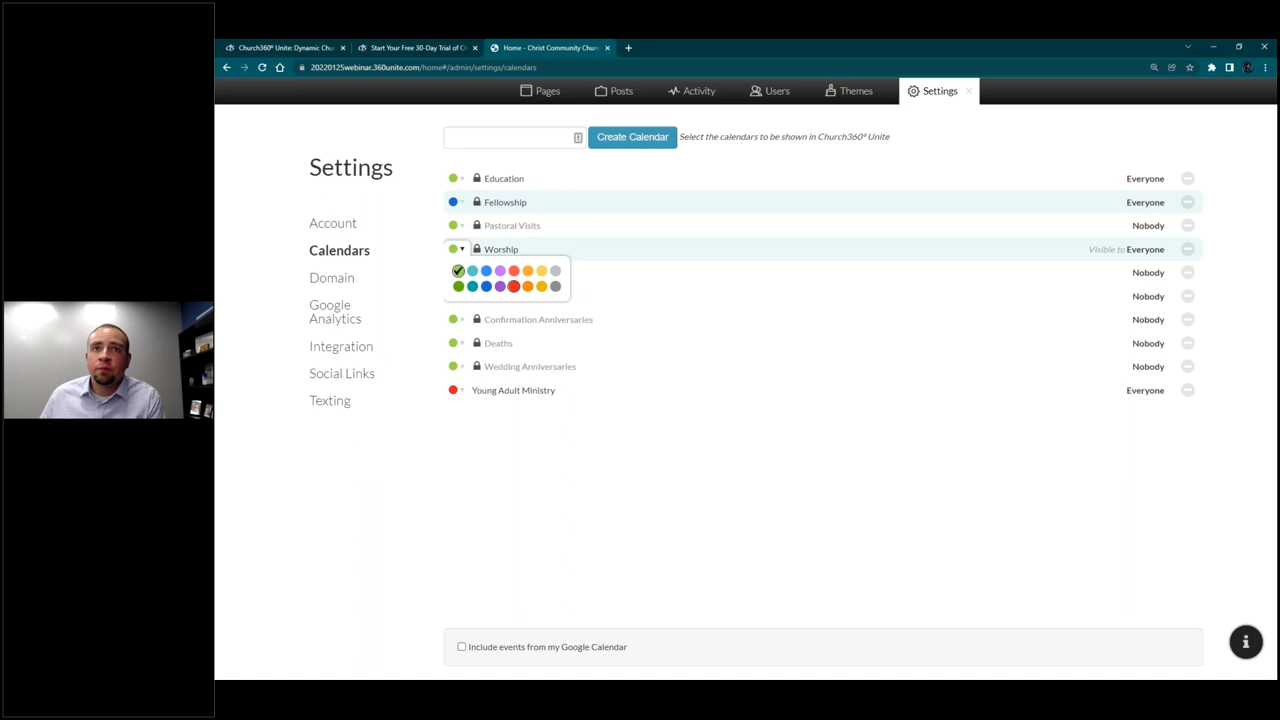 Church360° Unite: Dynamic Chu
Start Your Free 30-Day Trial of C
Home - Christ Community Churc
20220125webinar.360unite.com/home#/admin/settings/calendars
Pages
Posts
Activity
Users
Themes
Settings
Create Calendar
Select the calendars to be shown in Church360° Unite
Settings
Account
Calendars
Domain
Google
Analytics
Integration
Social Links
Texting
Education Everyone
Fellowship Everyone
Pastoral Visits Nobody
Worship Visible to Everyone
Nobody
Nobody
Confirmation Anniversaries Nobody
Deaths Nobody
Wedding Anniversaries Nobody
Young Adult Ministry Everyone
Include events from my Google Calendar